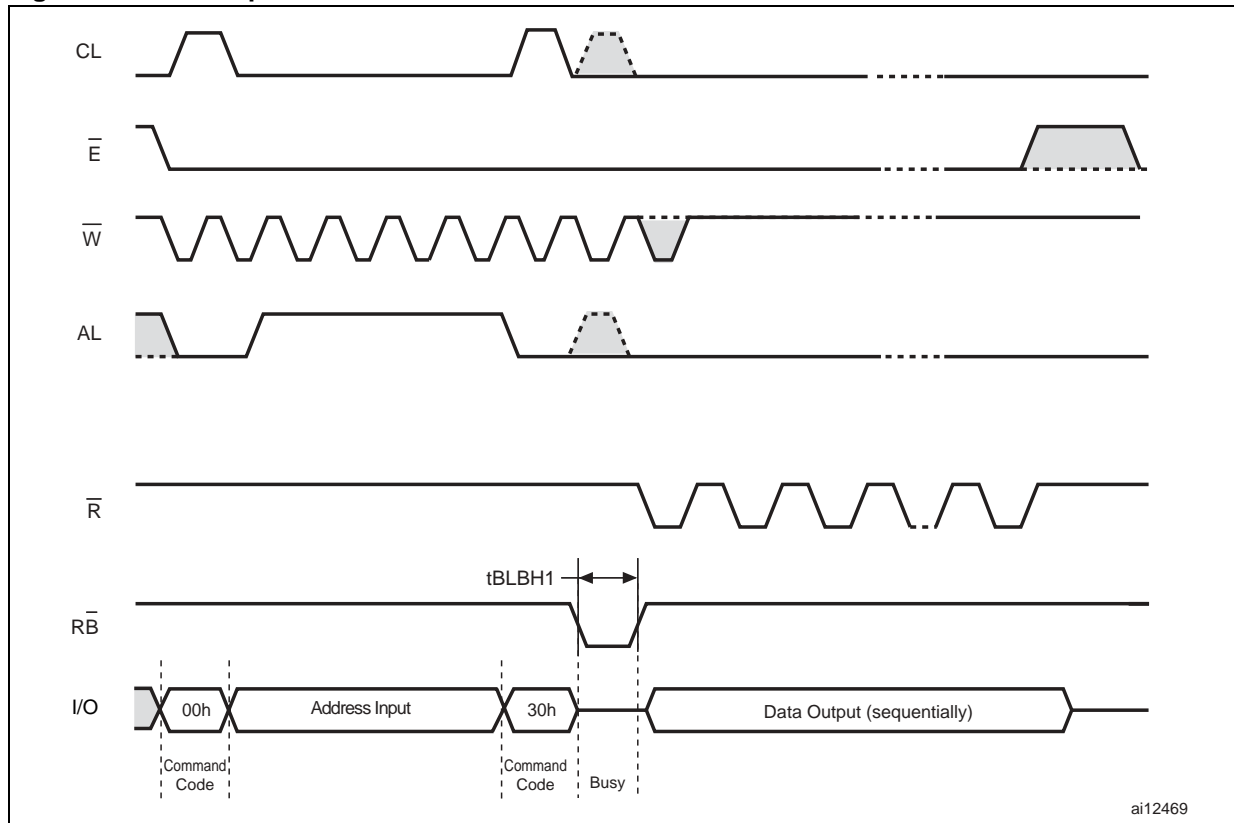 CL
E
W
AL
R
tBLBH1
RB
I/O
00h
Address Input
30h
Data Output (sequentially)
Command
Code
Command
Code
Busy
ai12469